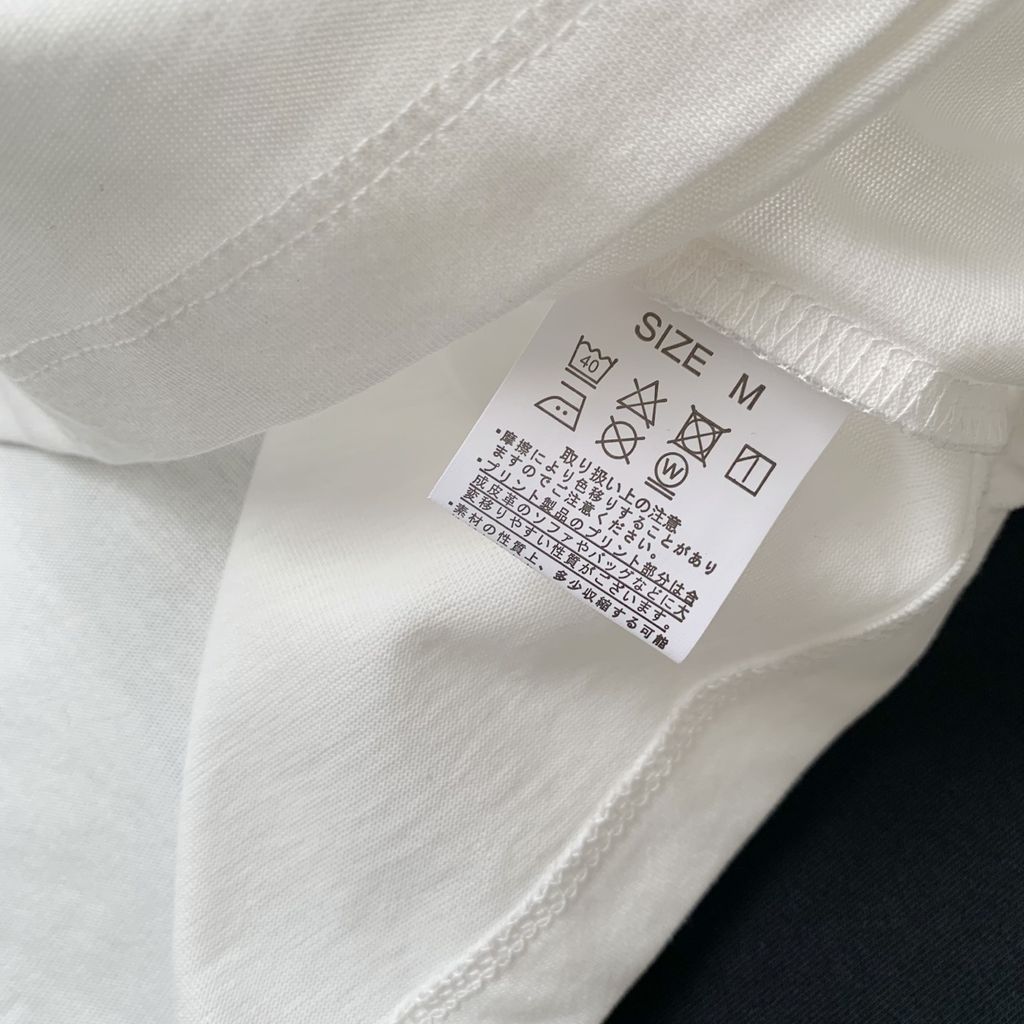 SIZE M
40
W
取り扱い上の注意
・摩擦により色移りすることがあり
ますのでご注意ください。
・プリント製品のプリント部分は合
成皮革のソファやバッグなどに大
変移りやすい性質がございます。
・素材の性質上、多少収縮する可能